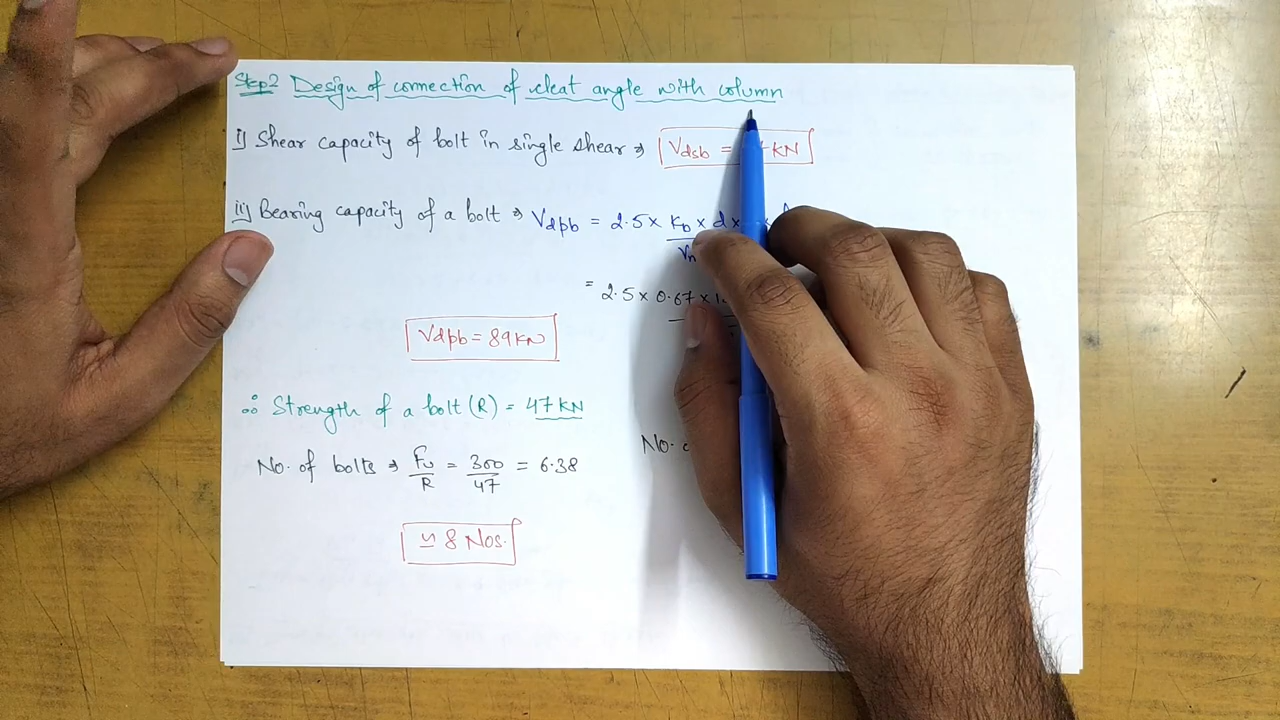 Step2 Design of connection of cleat angle with column
i) Shear capacity of bolt in single shear → Vdsb = KN
ii) Bearing capacity of a bolt → Vdpb = 2.5 × Kb × d ×
= 2.5 × 0.67 ×
Vdpb = 89 KN
∴ Strength of a bolt (R) = 47 KN
No. of bolts → Fu/R = 300/47 = 6.38
No.
≃ 8 Nos.